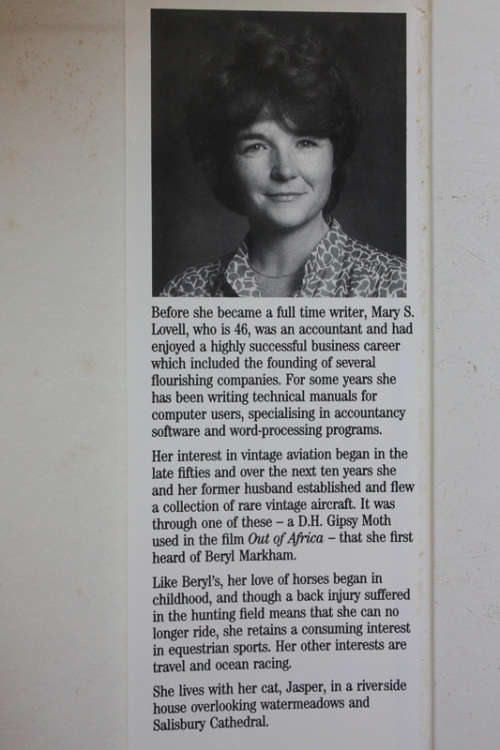 Before she became a full time writer, Mary S.
Lovell, who is 46, was an accountant and had
enjoyed a highly successful business career
which included the founding of several
flourishing companies. For some years she
has been writing technical manuals for
computer users, specialising in accountancy
software and word-processing programs.
Her interest in vintage aviation began in the
late fifties and over the next ten years she
and her former husband established and flew
a collection of rare vintage aircraft. It was
through one of these – a D.H. Gipsy Moth
used in the film Out of Africa – that she first
heard of Beryl Markham.
Like Beryl's, her love of horses began in
childhood, and though a back injury suffered
in the hunting field means that she can no
longer ride, she retains a consuming interest
in equestrian sports. Her other interests are
travel and ocean racing.
She lives with her cat, Jasper, in a riverside
house overlooking watermeadows and
Salisbury Cathedral.